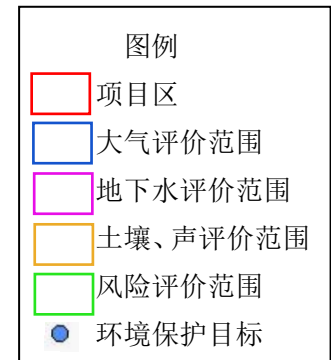 图例
项目区
大气评价范围
地下水评价范围
土壤、声评价范围
风险评价范围
环境保护目标